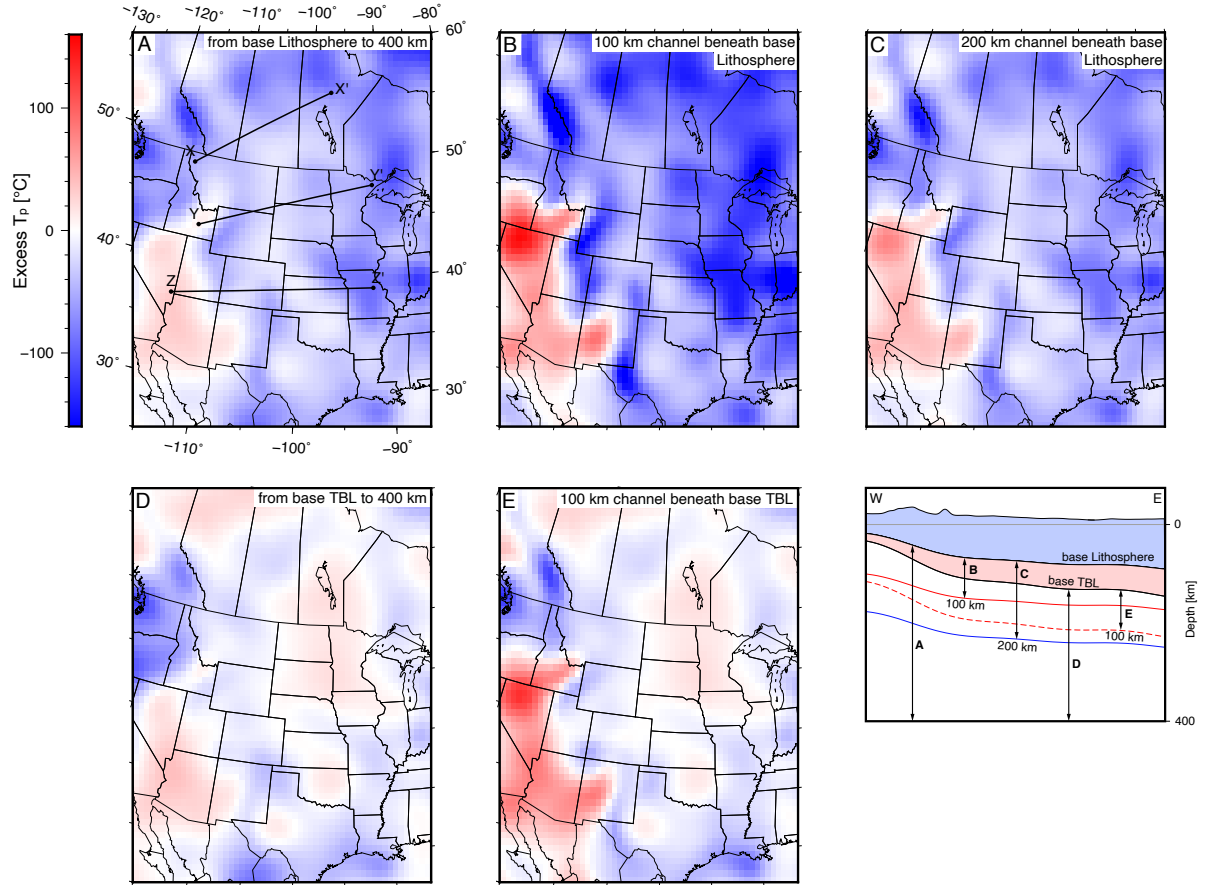 −130° −120° −110° −100° −90° −80°
A
from base Lithosphere to 400 km
60°
B
100 km channel beneath base
Lithosphere
C
200 km channel beneath base
Lithosphere
Excess Tp [°C]
100
0
−100
50°
40°
30°
X
X'
Y
Y'
Z
Z'
50°
40°
30°
−110° −100° −90°
D
from base TBL to 400 km
E
100 km channel beneath base TBL
W
E
0
base Lithosphere
B
C
base TBL
100 km
E
100 km
200 km
A
D
Depth [km]
400